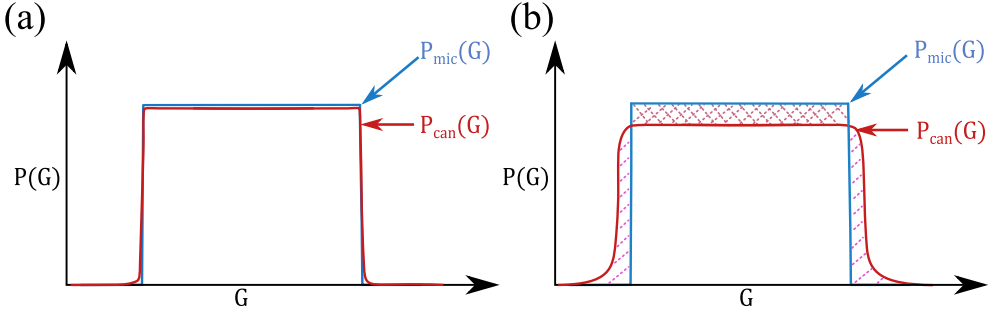 (a)
P_mic(G)
P_can(G)
P(G)
G
(b)
P_mic(G)
P_can(G)
P(G)
G